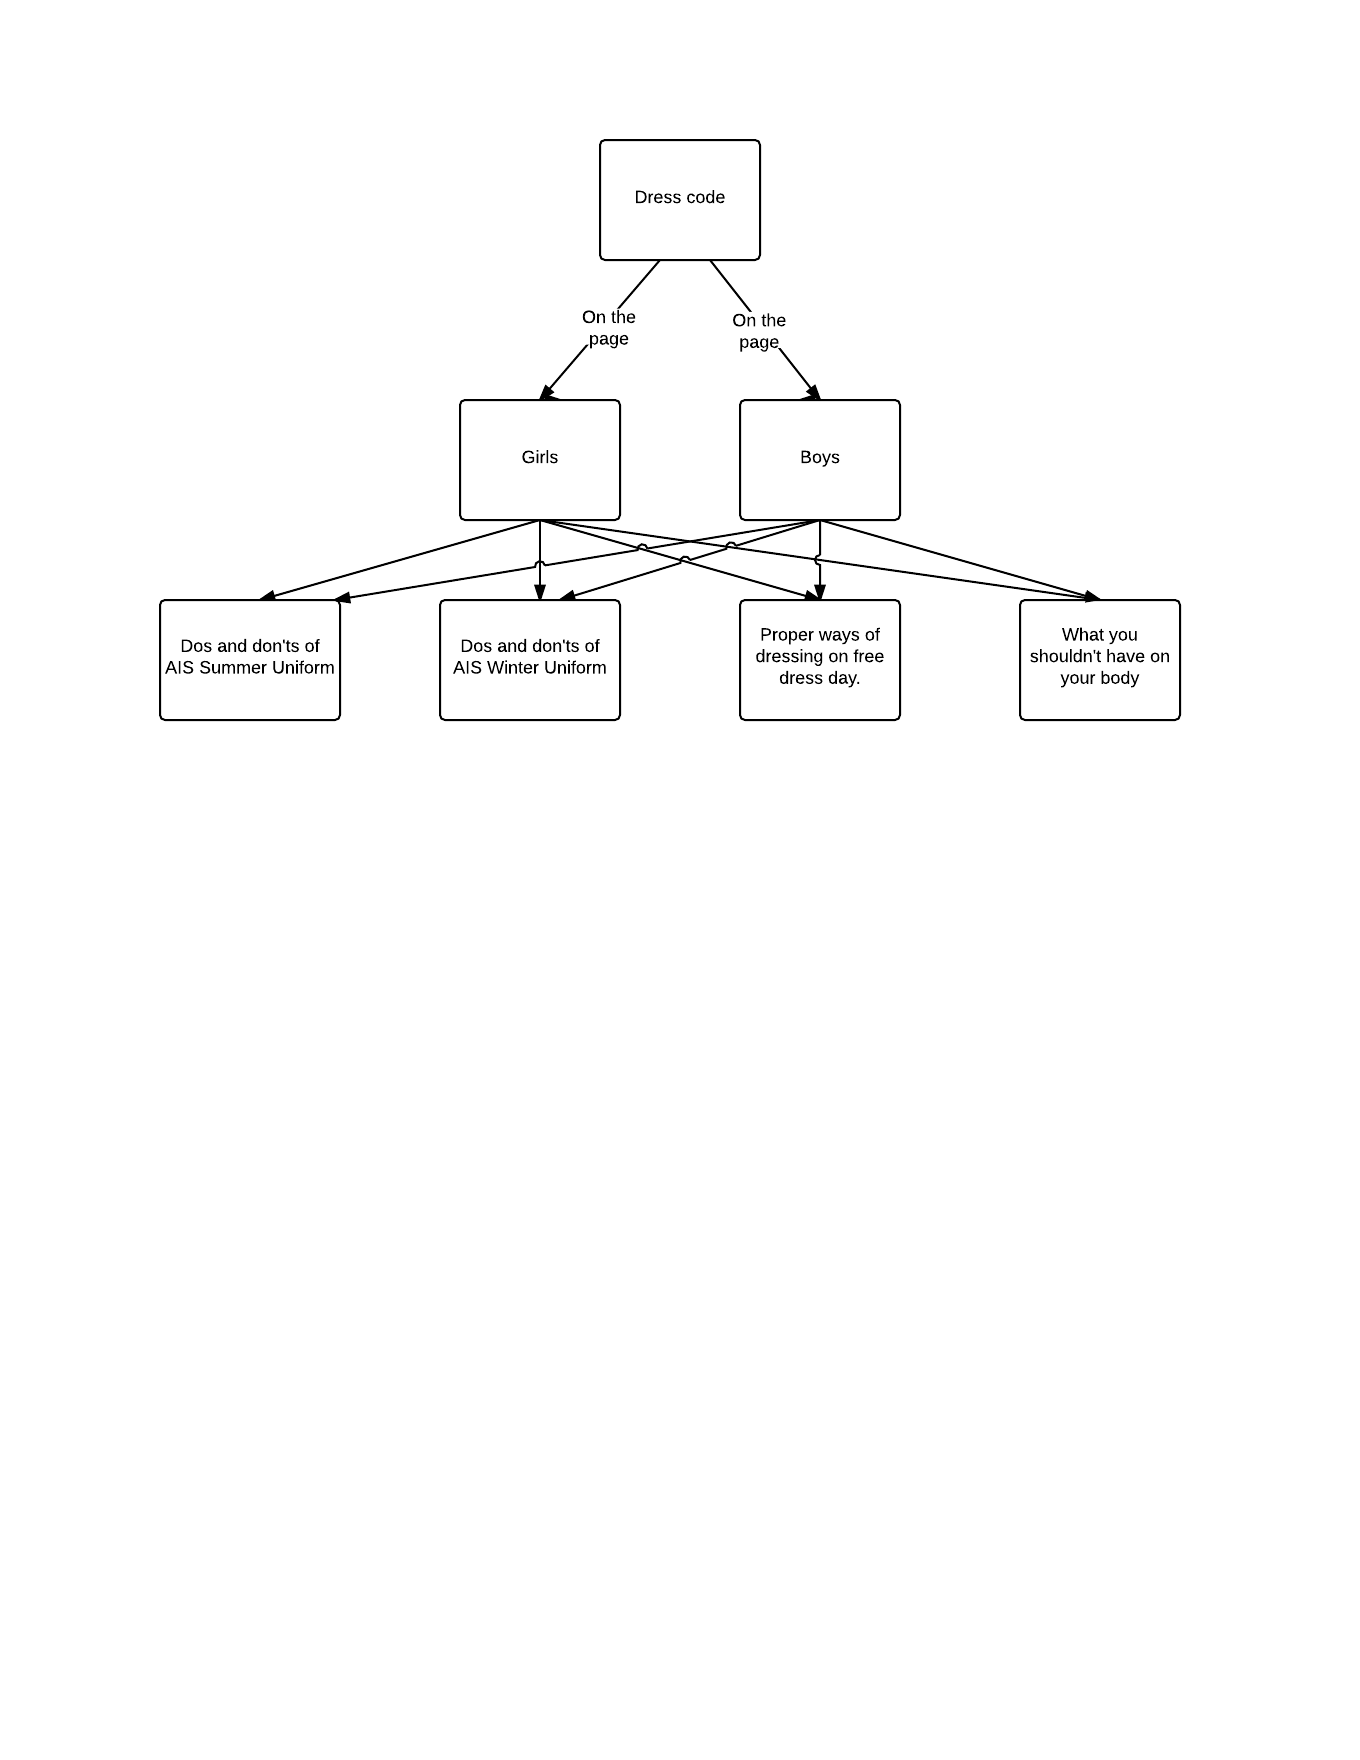 Dress code
On the
page
On the
page
Girls
Boys
Dos and don'ts of
AIS Summer Uniform
Dos and don'ts of
AIS Winter Uniform
Proper ways of
dressing on free
dress day.
What you
shouldn't have on
your body